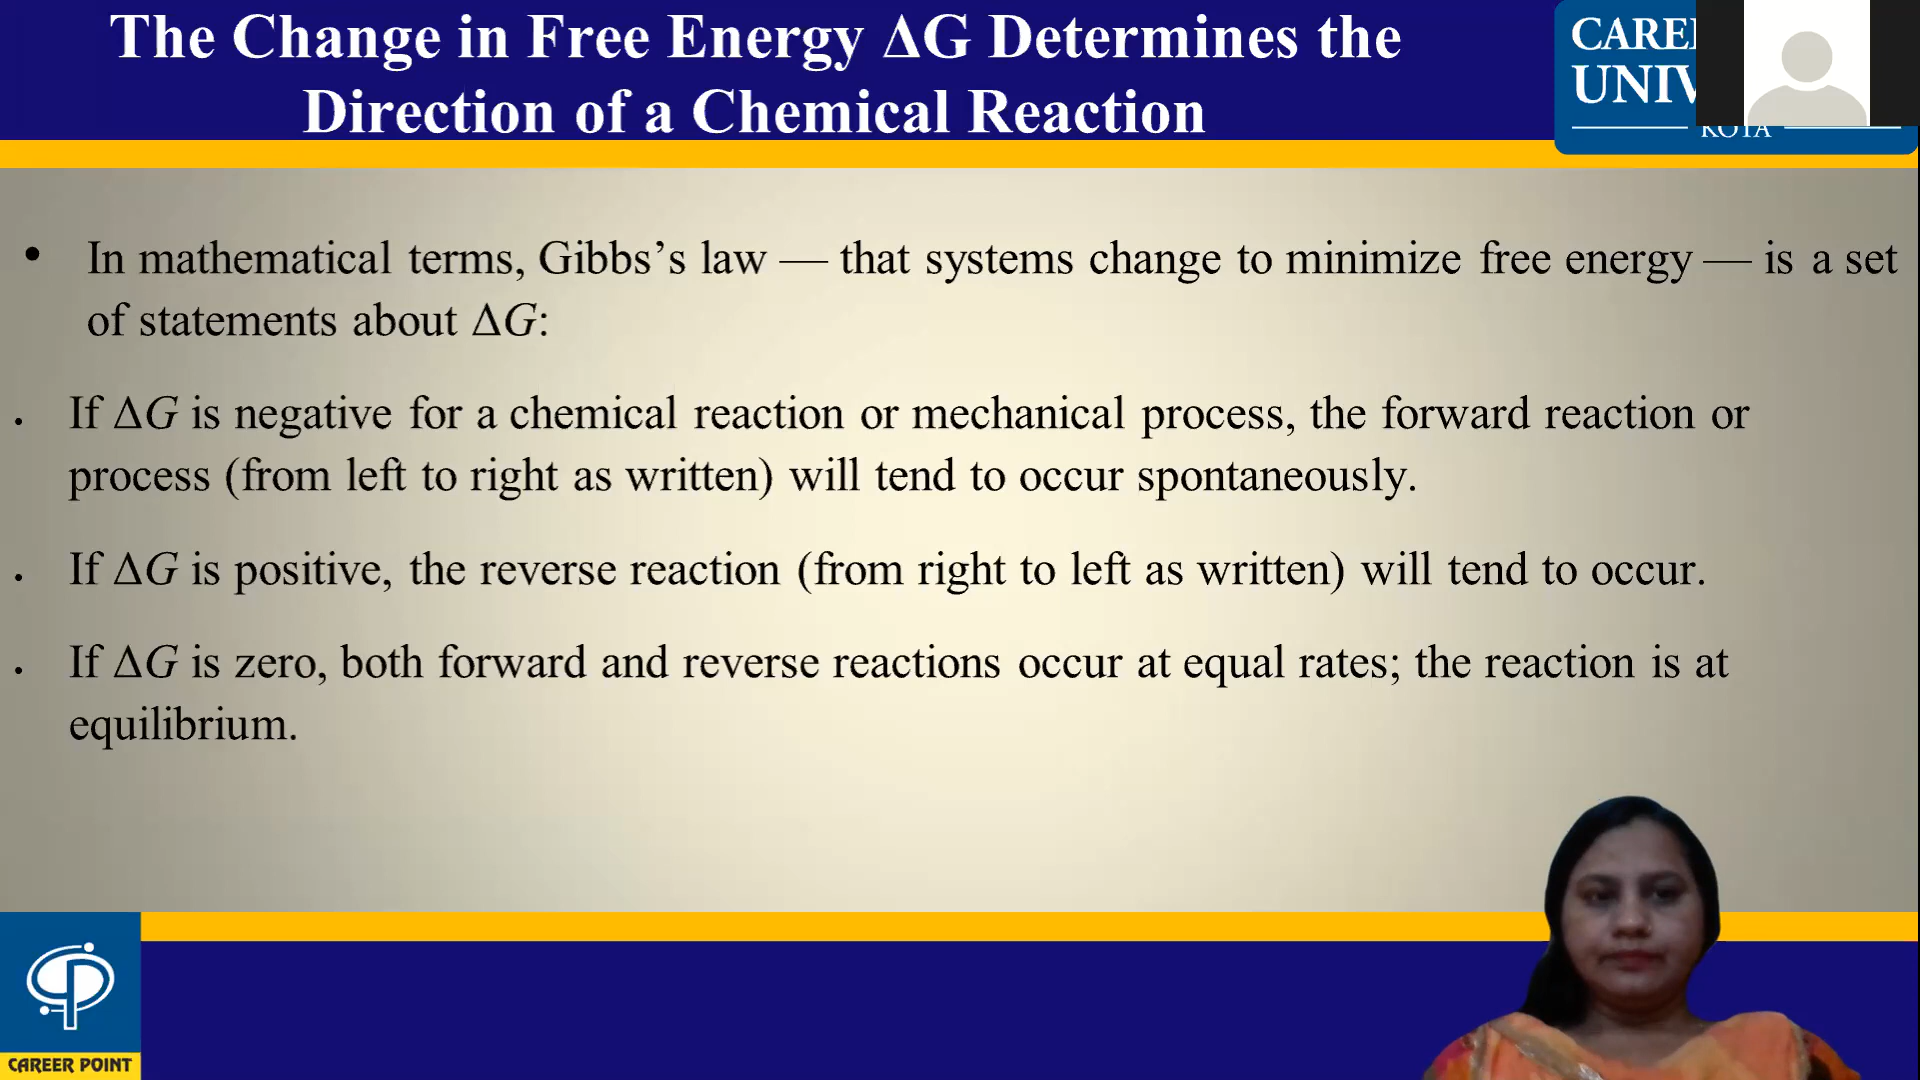 The Change in Free Energy ΔG Determines the
Direction of a Chemical Reaction
KOTA
• In mathematical terms, Gibbs’s law — that systems change to minimize free energy — is a set
of statements about ΔG:
• If ΔG is negative for a chemical reaction or mechanical process, the forward reaction or
process (from left to right as written) will tend to occur spontaneously.
• If ΔG is positive, the reverse reaction (from right to left as written) will tend to occur.
• If ΔG is zero, both forward and reverse reactions occur at equal rates; the reaction is at
equilibrium.
CAREER POINT